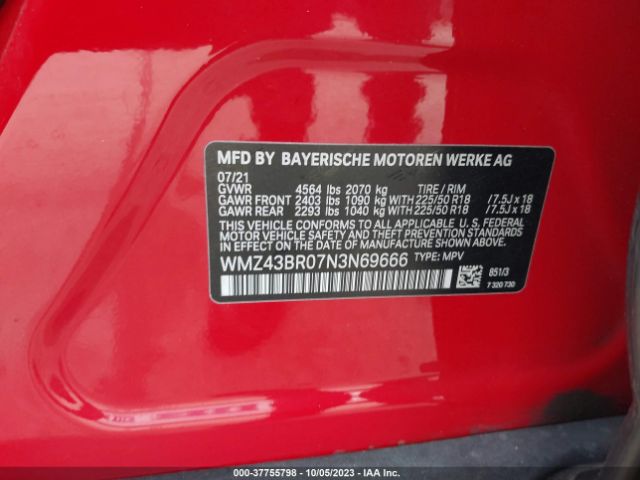 MFD BY BAYERISCHE MOTOREN WERKE AG
07/21
GVWR 4564 lbs 2070 kg TIRE / RIM
GAWR FRONT 2403 lbs 1090 kg WITH 225/50 R18 / 7.5J x 18
GAWR REAR 2293 lbs 1040 kg WITH 225/50 R18 / 7.5J x 18
THIS VEHICLE CONFORMS TO ALL APPLICABLE U. S. FEDERAL
MOTOR VEHICLE SAFETY, BUMPER, AND THEFT PREVENTION
STANDARDS IN EFFECT ON THE DATE OF MANUFACTURE SHOWN ABOVE.
WMZ43BR07N3N69666 TYPE: MPV
851/3
7 320 730
000-37755798 - 10/05/2023 - IAA Inc.